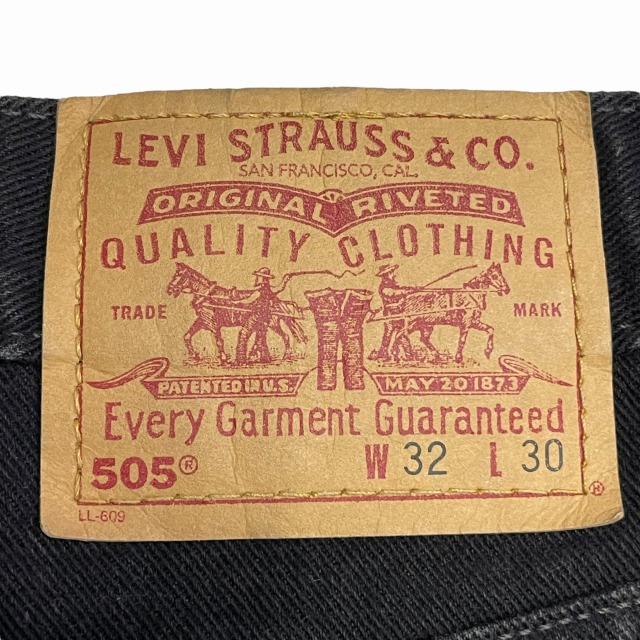 LEVI STRAUSS & CO.
SAN FRANCISCO, CAL.
ORIGINAL RIVETED
QUALITY CLOTHING
TRADE MARK
PATENTED IN U.S. MAY 20 1873
Every Garment Guaranteed
505® W 32 L 30
®
LL-609